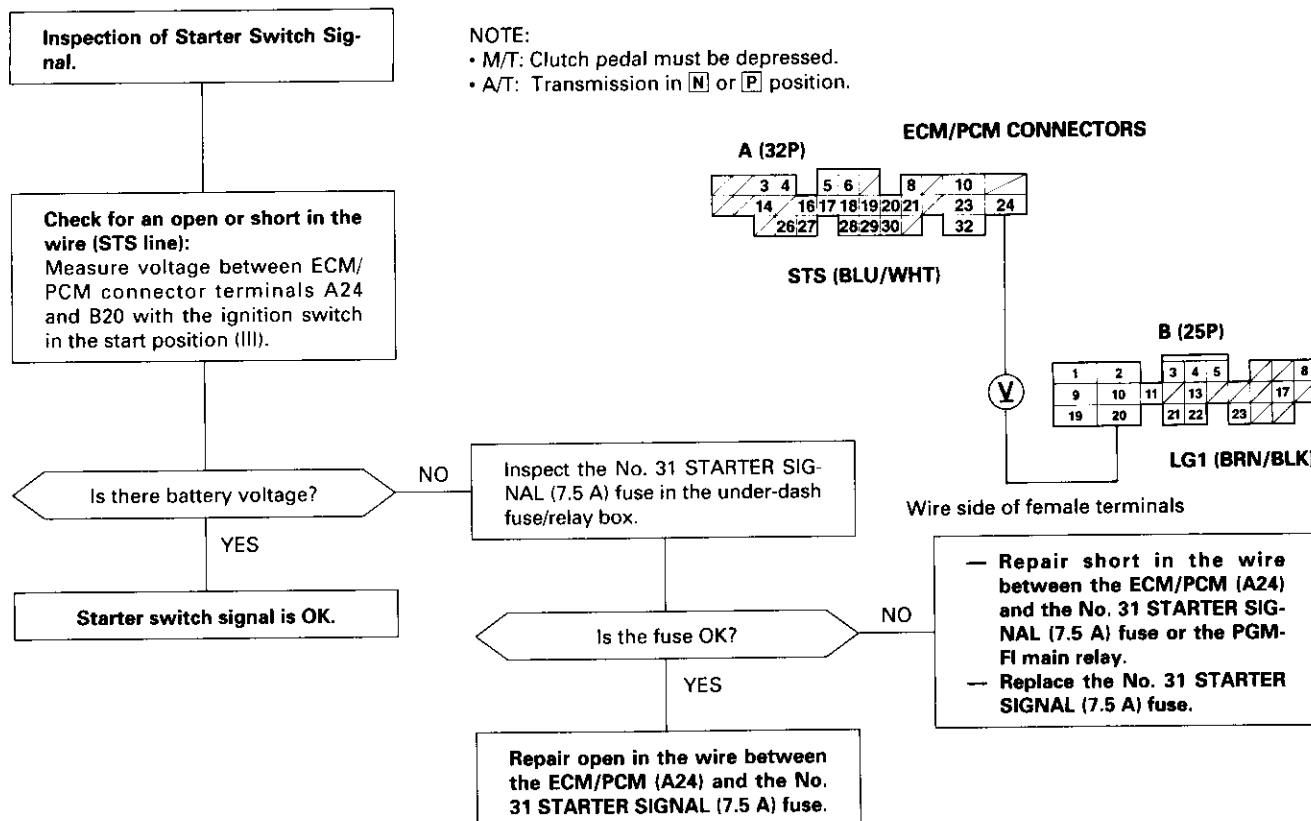 Inspection of Starter Switch Sig-
nal.
NOTE:
• M/T: Clutch pedal must be depressed.
• A/T: Transmission in N or P position.
Check for an open or short in the
wire (STS line):
Measure voltage between ECM/
PCM connector terminals A24
and B20 with the ignition switch
in the start position (III).
ECM/PCM CONNECTORS
A (32P)
3 4 5 6 8 10
14 16 17 18 19 20 21 23 24
26 27 28 29 30 32
STS (BLU/WHT)
B (25P)
1 2 3 4 5 8
9 10 11 13 17
19 20 21 22 23
V
LG1 (BRN/BLK)
Wire side of female terminals
Is there battery voltage?
NO
YES
Starter switch signal is OK.
Inspect the No. 31 STARTER SIG-
NAL (7.5 A) fuse in the under-dash
fuse/relay box.
Is the fuse OK?
NO
YES
— Repair short in the wire
between the ECM/PCM (A24)
and the No. 31 STARTER SIG-
NAL (7.5 A) fuse or the PGM-
FI main relay.
— Replace the No. 31 STARTER
SIGNAL (7.5 A) fuse.
Repair open in the wire between
the ECM/PCM (A24) and the No.
31 STARTER SIGNAL (7.5 A) fuse.